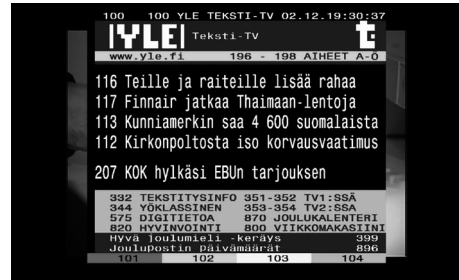 100 100 YLE TEKSTI-TV 02.12.19:30:37
YLE Teksti-TV t:
www.yle.fi 196 - 198 AIHEET A-Ö
116 Teille ja raiteille lisää rahaa
117 Finnair jatkaa Thaimaan-lentoja
113 Kunniamerkin saa 4 600 suomalaista
112 Kirkonpoltosta iso korvausvaatimus
207 KOK hylkäsi EBUn tarjouksen
332 TEKSTITYSINFO 351-352 TV1:SSÄ
344 YÖKLASSINEN 353-354 TV2:SSA
575 DIGITIETOA 870 JOULUKALENTERI
820 HYVINVOINTI 800 VIIKKOMAKASIINI
Hyvä joulumieli -keräys 399
Joulupostin päivämäärät 896
101 102 103 104